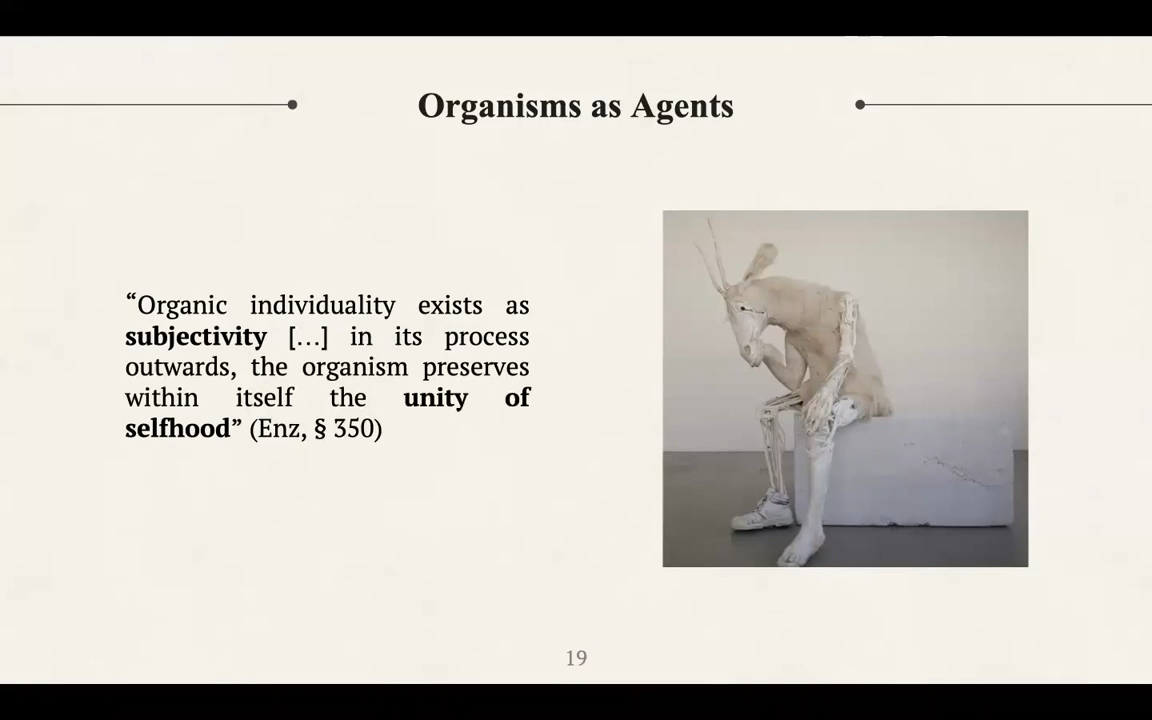 Organisms as Agents
“Organic individuality exists as
subjectivity […] in its process
outwards, the organism preserves
within itself the unity of
selfhood” (Enz, § 350)
19